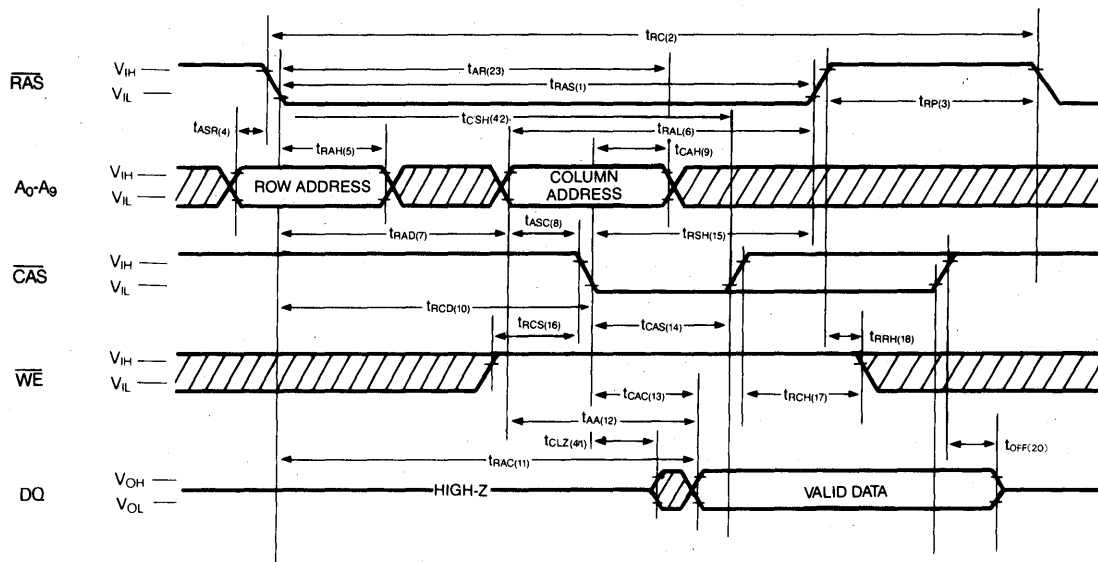 tRC(2)
RAS
VIH
VIL
tAR(23)
tRAS(1)
tRP(3)
tCSH(42)
tRAL(6)
tASR(4)
tRAH(5)
tCAH(9)
A0-A9
VIH
VIL
ROW ADDRESS
COLUMN
ADDRESS
tASC(8)
tRAD(7)
tRSH(15)
CAS
VIH
VIL
tRCD(10)
tRCS(16)
tCAS(14)
tRRH(18)
WE
VIH
VIL
tCAC(13)
tRCH(17)
tAA(12)
tCLZ(41)
tOFF(20)
tRAC(11)
DQ
VOH
VOL
HIGH-Z
VALID DATA